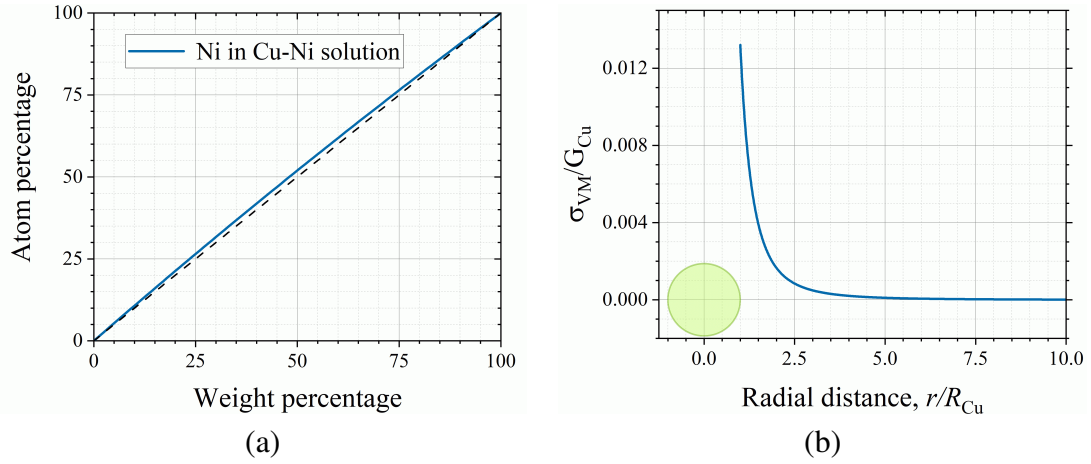 100
75
50
25
0
Atom percentage
Ni in Cu-Ni solution
0 25 50 75 100
Weight percentage
(a)
0.012
0.008
0.004
0.000
σVM/GCu
0.0 2.5 5.0 7.5 10.0
Radial distance, r/RCu
(b)